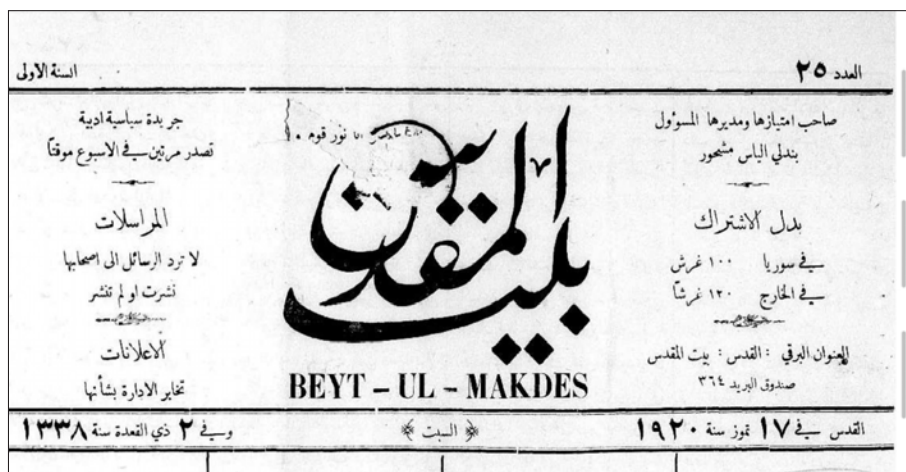 العدد ٢٥
السنة الاولى
صاحب امتيازها ومديرها المسؤول
بندلي الياس مشحور
بدل الاشتراك
في سوريا ١٠٠ غرش
في الخارج ١٢٠ غرشاً
العنوان البرقي : القدس : بيت المقدس
صندوق البريد ٣٦٤
بيت المقدس
BEYT – UL – MAKDES
جريدة سياسية ادبية
تصدر مرتين في الاسبوع موقتاً
المراسلات
لا ترد الرسائل الى اصحابها
نشرت او لم تنشر
الاعلانات
تخابر الادارة بشأنها
القدس في ١٧ تموز سنة ١٩٢٠
السبت
وفي ٢ ذي القعدة سنة ١٣٣٨